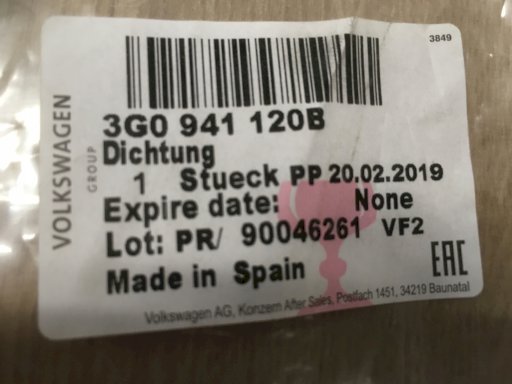 3849
VOLKSWAGEN
GROUP
3G0 941 120B
Dichtung
1 Stueck PP 20.02.2019
Expire date: None
Lot: PR/ 90046261 VF2
Made in Spain
EAC
Volkswagen AG, Konzern After Sales, Postfach 1451, 34219 Baunatal